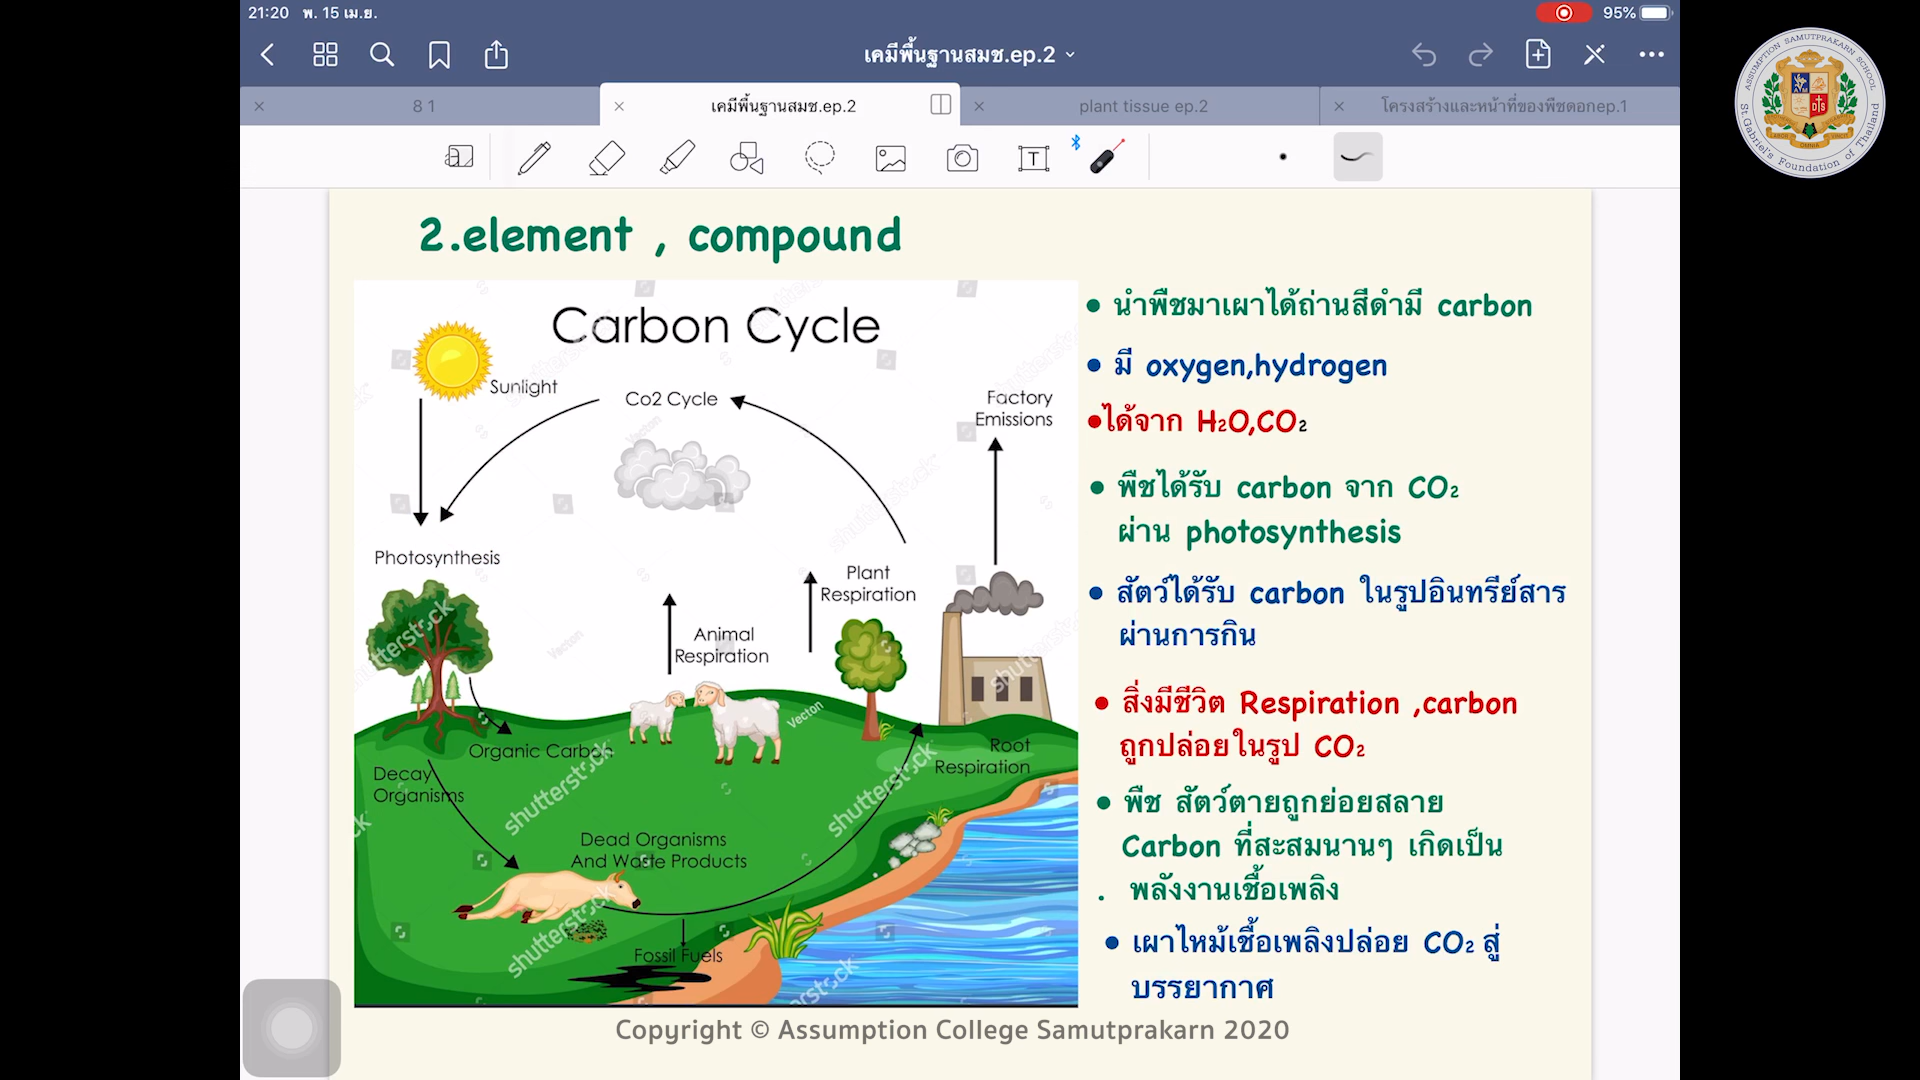 21:20 พ. 15 เม.ย.
95%
เคมีพื้นฐานสมช.ep.2
8 1
เคมีพื้นฐานสมช.ep.2
plant tissue ep.2
โครงสร้างและหน้าที่ของพืชดอกep.1
ASSUMPTION SAMUTPRAKARN SCHOOL
St.Gabriel's Foundation of Thailand
2.element , compound
Carbon Cycle
Sunlight
Co2 Cycle
Factory
Emissions
Photosynthesis
Plant
Respiration
Animal
Respiration
Organic Carbon
Root
Respiration
Decay
Organisms
Dead Organisms
And Waste Products
Fossil Fuels
shutterstock
Vecton
• นำพืชมาเผาได้ถ่านสีดำมี carbon
• มี oxygen,hydrogen
•ได้จาก H₂O,CO₂
• พืชได้รับ carbon จาก CO₂
ผ่าน photosynthesis
• สัตว์ได้รับ carbon ในรูปอินทรีย์สาร
ผ่านการกิน
• สิ่งมีชีวิต Respiration ,carbon
ถูกปล่อยในรูป CO₂
• พืช สัตว์ตายถูกย่อยสลาย
Carbon ที่สะสมนานๆ เกิดเป็น
. พลังงานเชื้อเพลิง
• เผาไหม้เชื้อเพลิงปล่อย CO₂ สู่
บรรยากาศ
Copyright © Assumption College Samutprakarn 2020